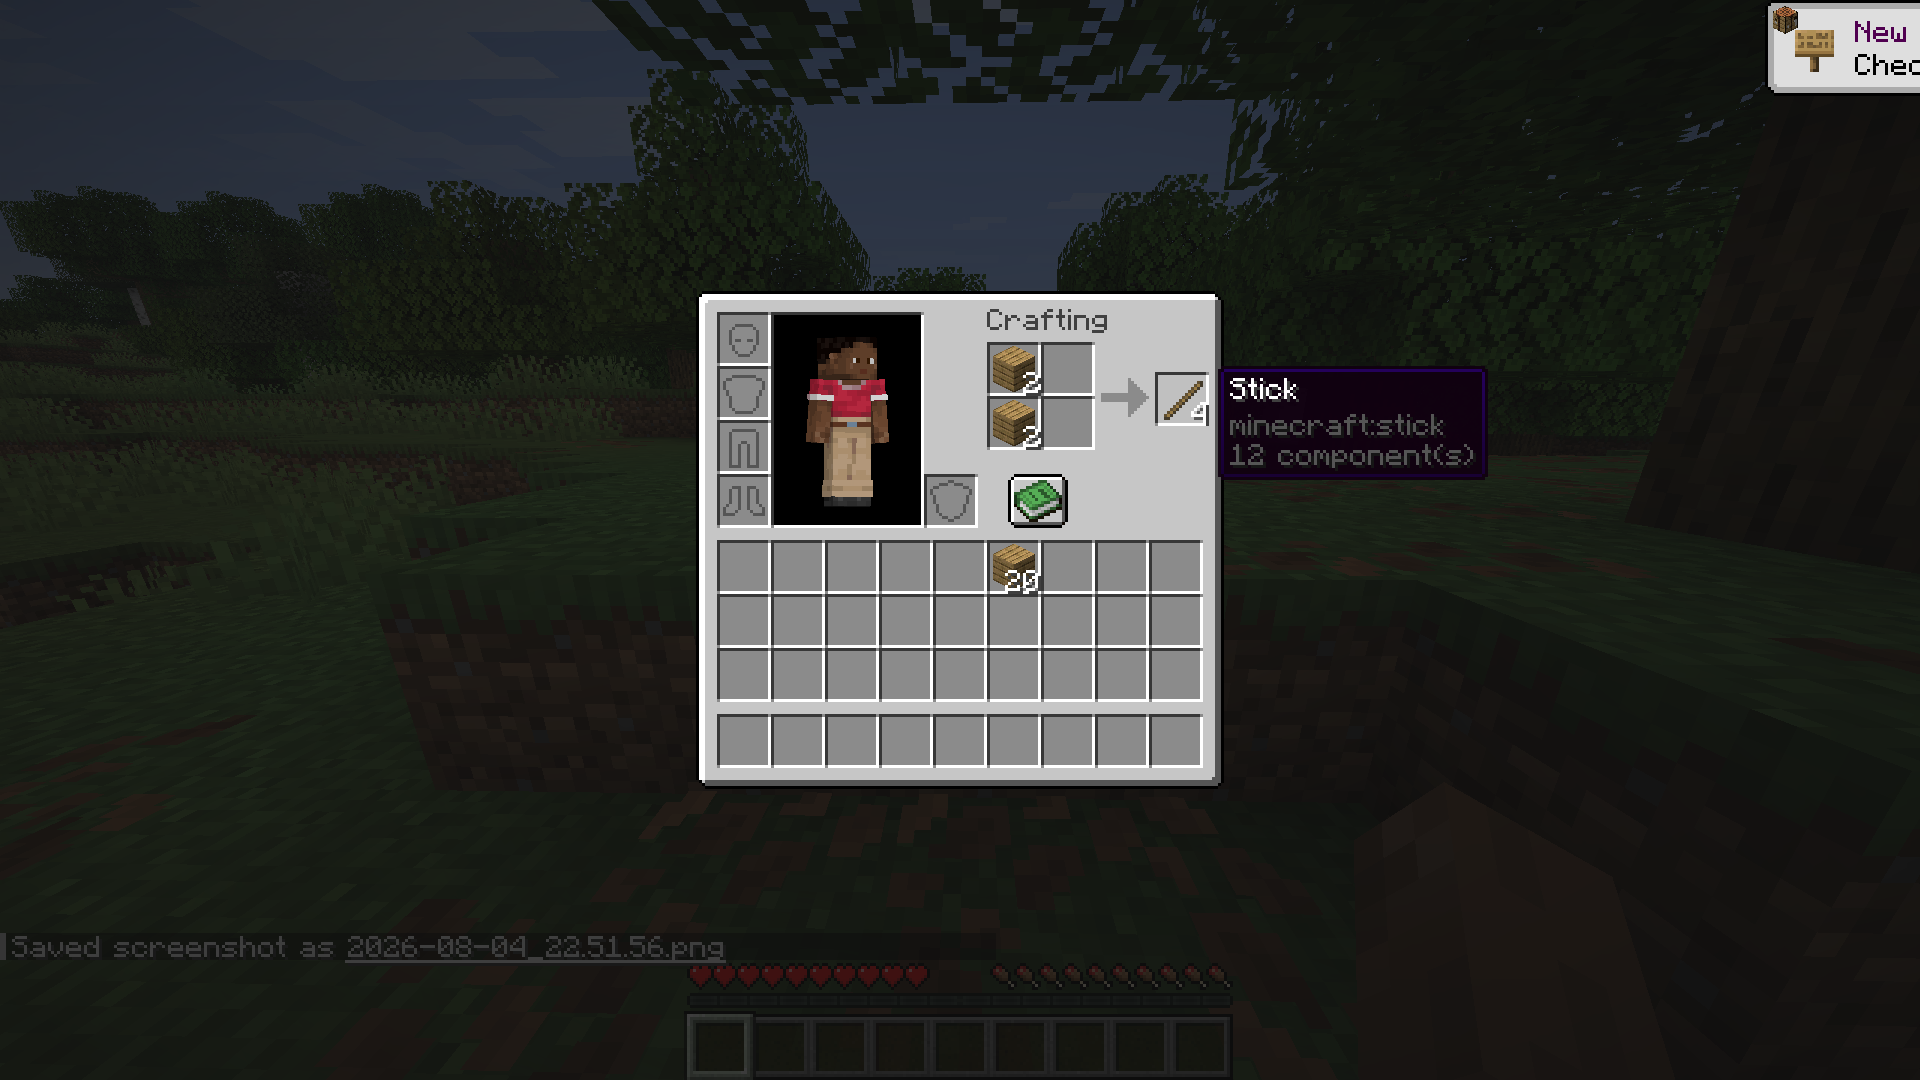 New
Chec
Crafting
2
2
4
Stick
minecraft:stick
12 component(s)
20
Saved screenshot as 2026-08-04_22.51.56.png